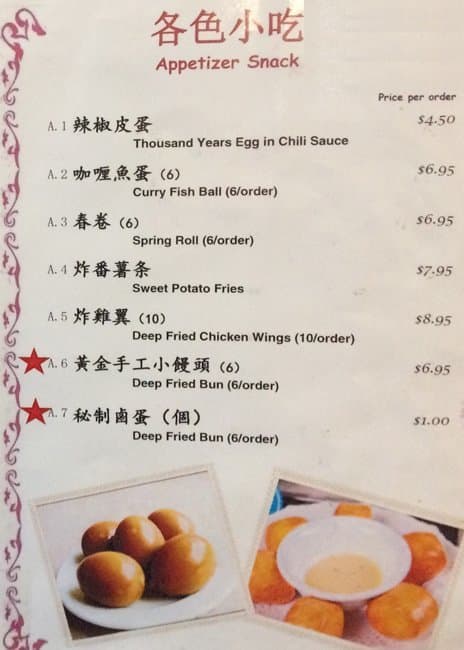 各色小吃
Appetizer Snack
Price per order
A.1 辣椒皮蛋 $4.50
Thousand Years Egg in Chili Sauce
A.2 咖喱魚蛋 (6) $6.95
Curry Fish Ball (6/order)
A.3 春卷 (6) $6.95
Spring Roll (6/order)
A.4 炸番薯条 $7.95
Sweet Potato Fries
A.5 炸雞翼 (10) $8.95
Deep Fried Chicken Wings (10/order)
A.6 黃金手工小饅頭 (6) $6.95
Deep Fried Bun (6/order)
A.7 秘制鹵蛋 (個) $1.00
Deep Fried Bun (6/order)